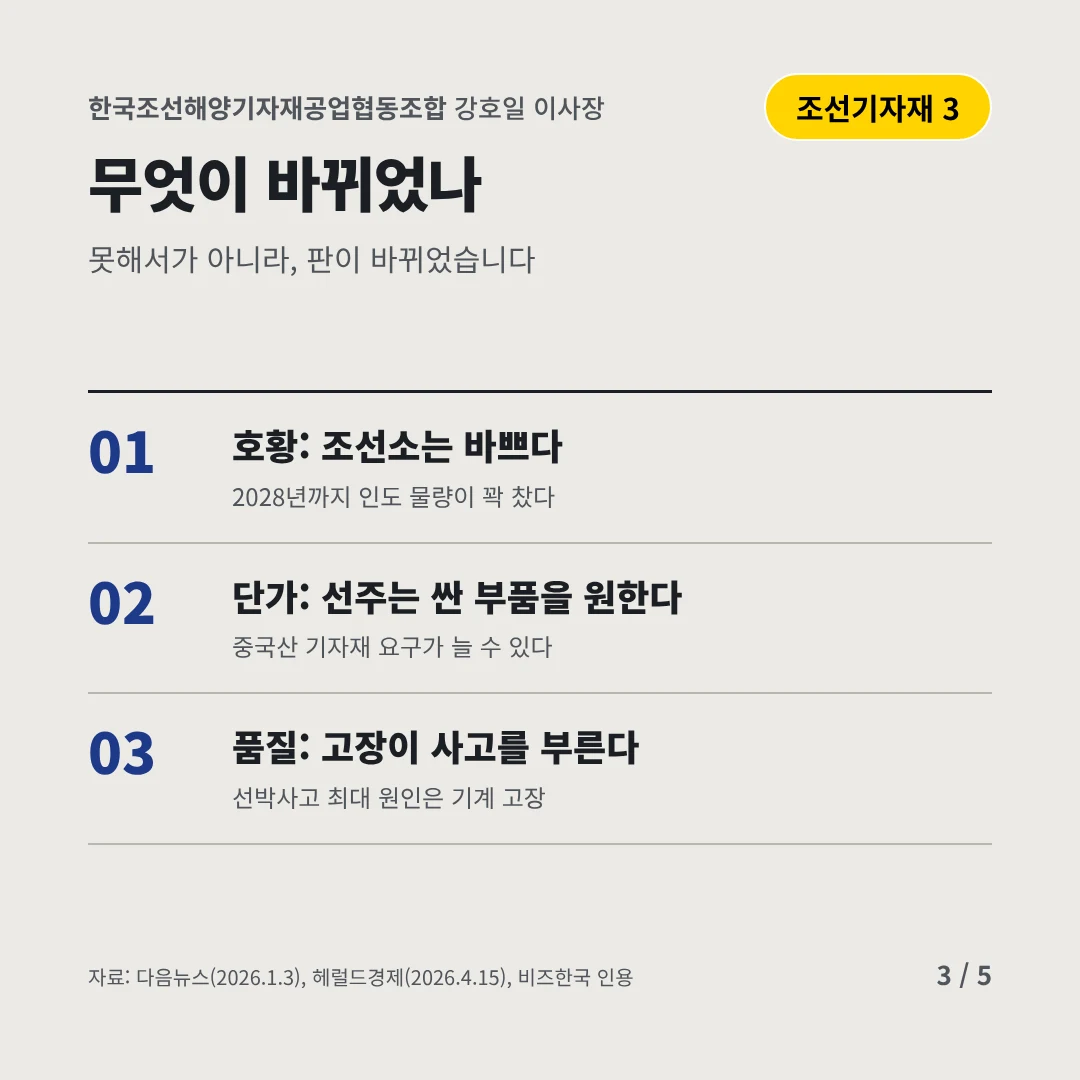 한국조선해양기자재공업협동조합 강호일 이사장
조선기자재 3
무엇이 바뀌었나
못해서가 아니라, 판이 바뀌었습니다
01
호황: 조선소는 바쁘다
2028년까지 인도 물량이 꽉 찼다
02
단가: 선주는 싼 부품을 원한다
중국산 기자재 요구가 늘 수 있다
03
품질: 고장이 사고를 부른다
선박사고 최대 원인은 기계 고장
자료: 다음뉴스(2026.1.3), 헤럴드경제(2026.4.15), 비즈한국 인용
3 / 5